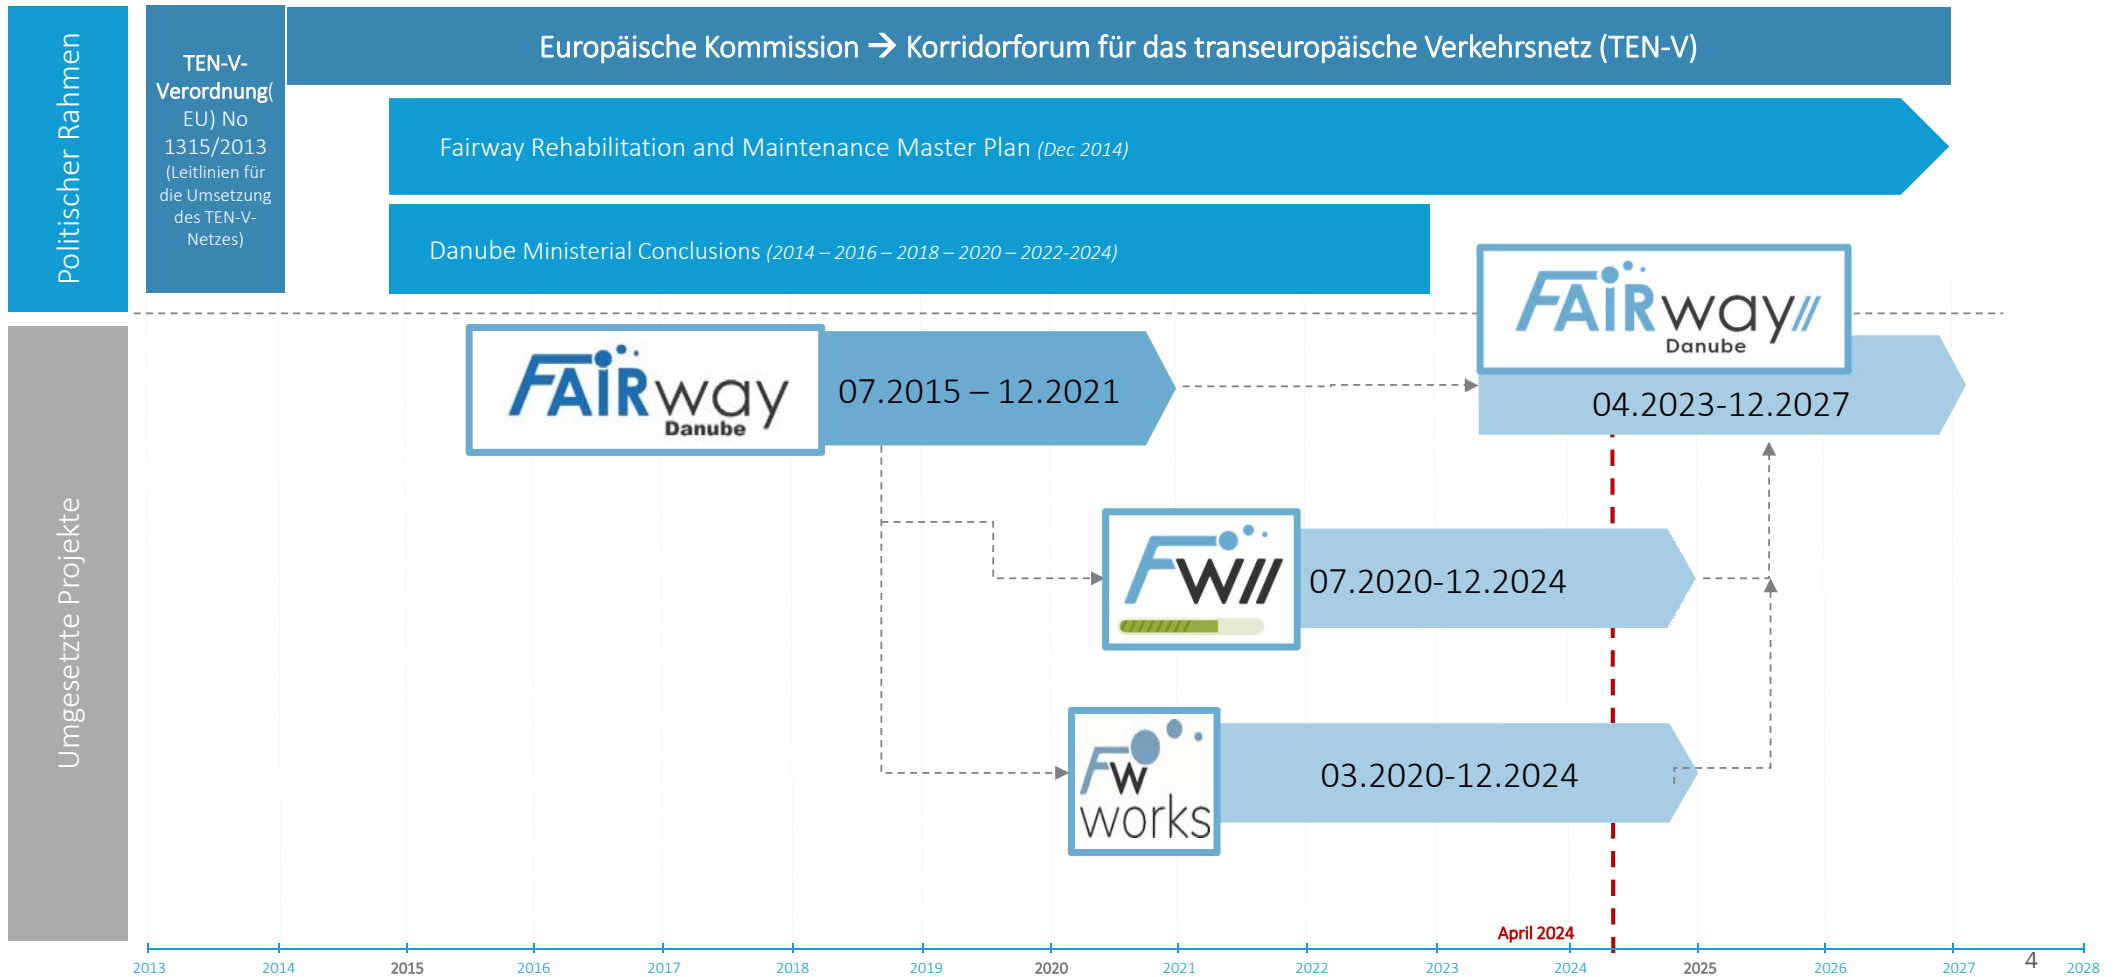 Politischer Rahmen
TEN-V-
Verordnung(
EU) No
1315/2013
(Leitlinien für
die Umsetzung
des TEN-V-
Netzes)
Europäische Kommission → Korridorforum für das transeuropäische Verkehrsnetz (TEN-V)
Fairway Rehabilitation and Maintenance Master Plan (Dec 2014)
Danube Ministerial Conclusions (2014 – 2016 – 2018 – 2020 – 2022-2024)
Umgesetzte Projekte
FAIRway
Danube
07.2015 – 12.2021
FAIRway//
Danube
04.2023-12.2027
FW//
07.2020-12.2024
FW
works
03.2020-12.2024
April 2024
2013 2014 2015 2016 2017 2018 2019 2020 2021 2022 2023 2024 2025 2026 2027 2028
4